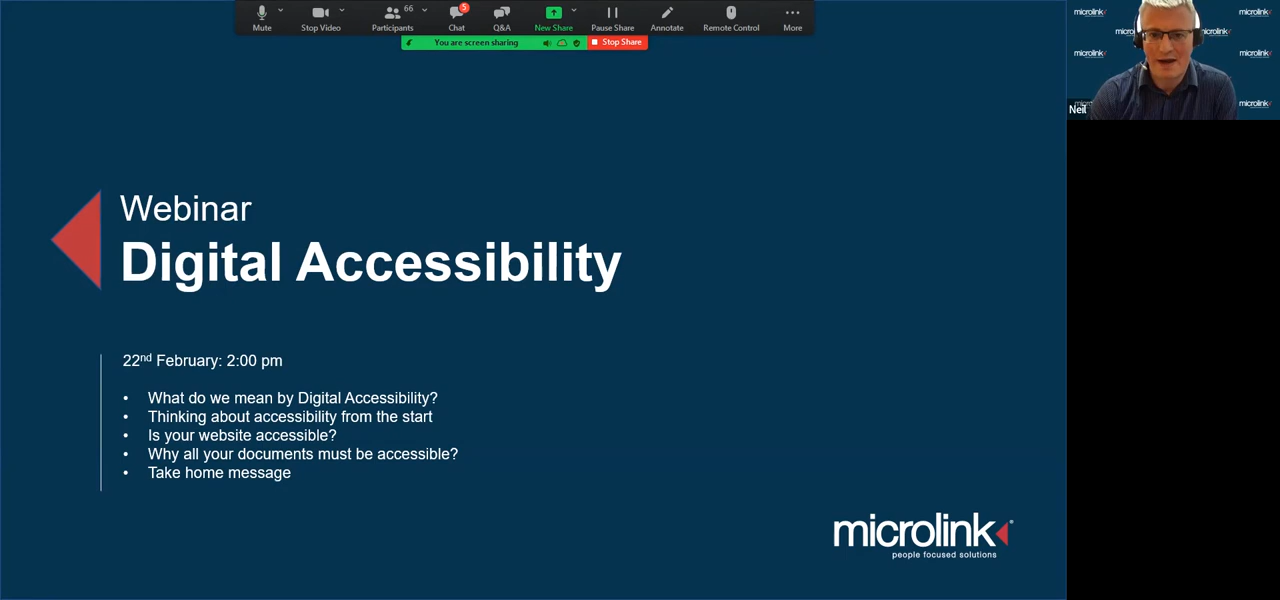 Mute
Stop Video
Participants
66
Chat
5
Q&A
New Share
Pause Share
Annotate
Remote Control
More
You are screen sharing
Stop Share
microlink
microlink
microlink
microlink
microlink
microlink
Neil
Webinar
Digital Accessibility
22nd February: 2:00 pm
• What do we mean by Digital Accessibility?
• Thinking about accessibility from the start
• Is your website accessible?
• Why all your documents must be accessible?
• Take home message
microlink
people focused solutions